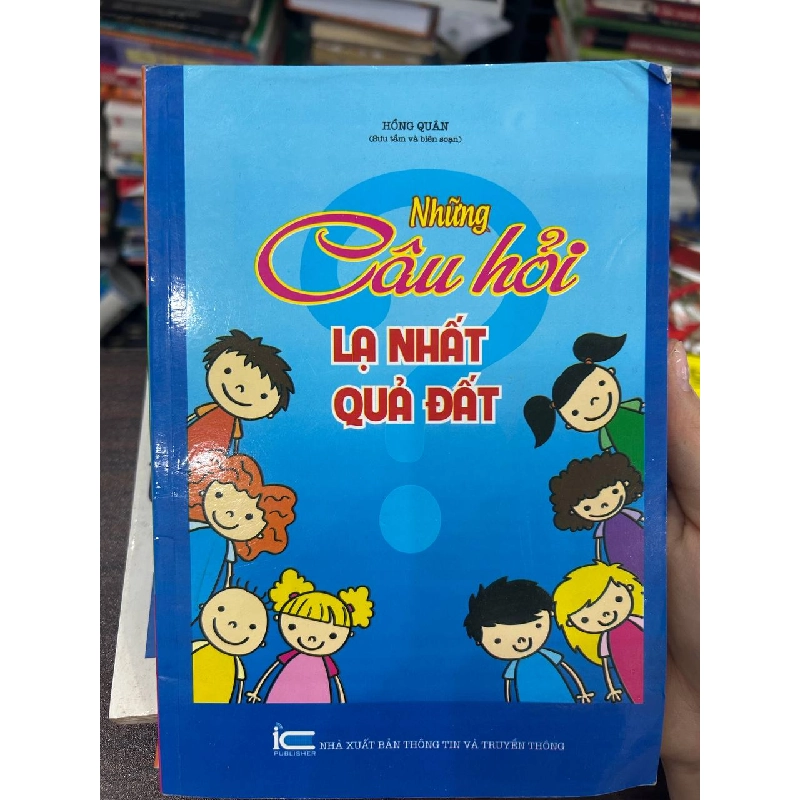 HỒNG QUÂN
(Sưu tầm và biên soạn)
Những
Câu hỏi
LẠ NHẤT
QUẢ ĐẤT
ic
PUBLISHER
NHÀ XUẤT BẢN THÔNG TIN VÀ TRUYỀN THÔNG